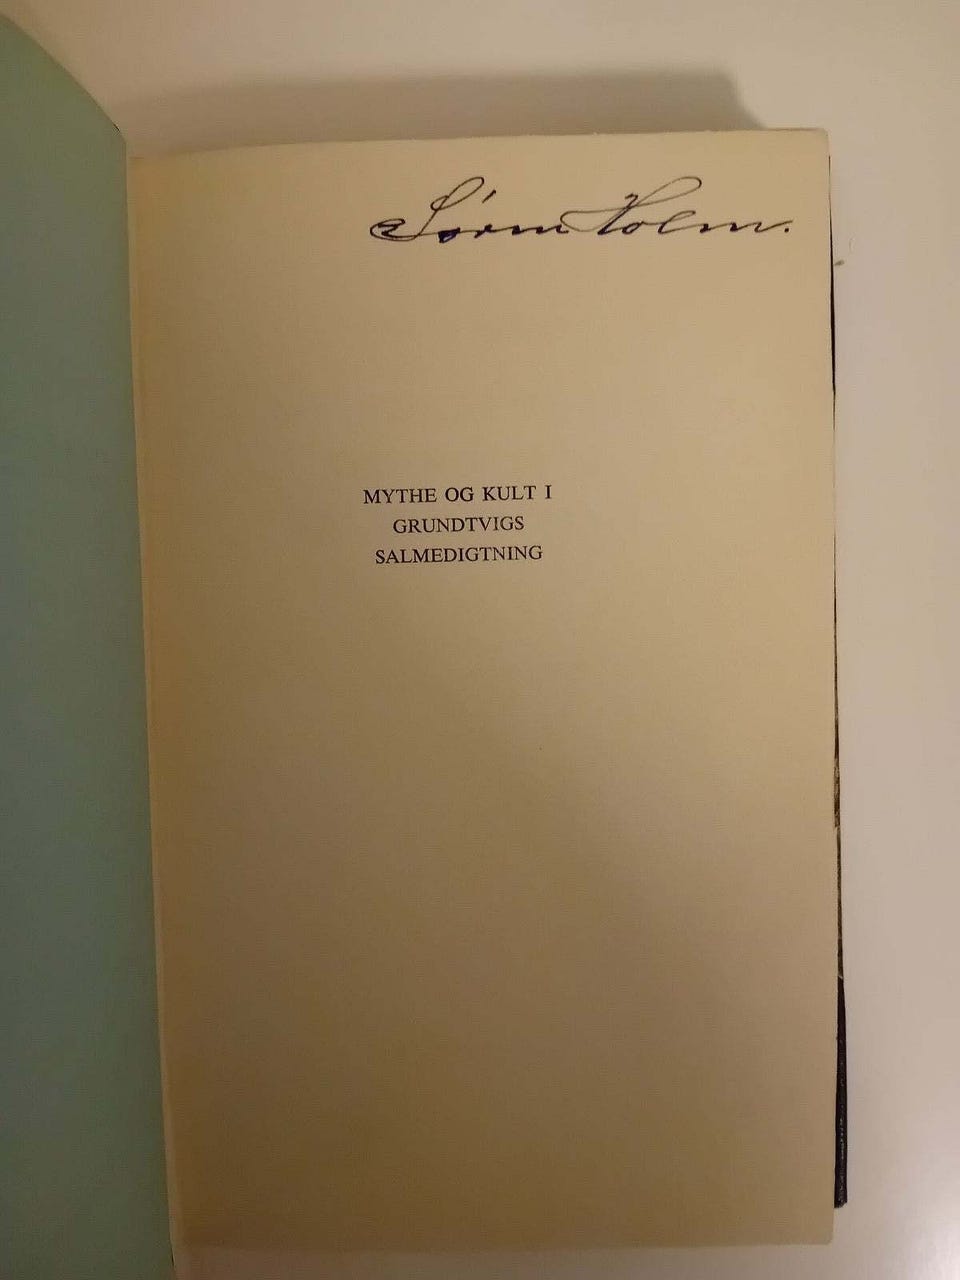 Søren Holm.
MYTHE OG KULT I
GRUNDTVIGS
SALMEDIGTNING